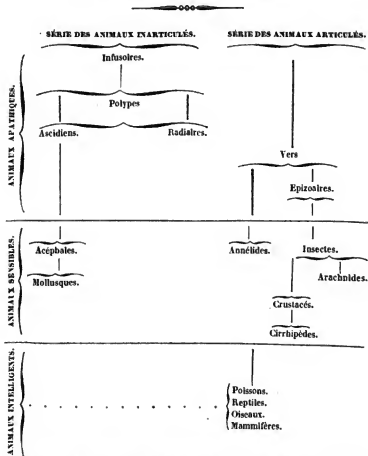 SÉRIE DES ANIMAUX INARTICULÉS. SÉRIE DES ANIMAUX ARTICULÉS.
ANIMAUX APATHIQUES.
Infusoires.
Polypes
Ascidiens. Radiaires.
Vers
Epizoaires.
ANIMAUX SENSIBLES.
Acéphales. Annélides. Insectes.
Mollusques. Arachnides.
Crustacés.
Cirrhipèdes.
ANIMAUX INTELLIGENTS.
Poissons.
Reptiles.
Oiseaux.
Mammifères.